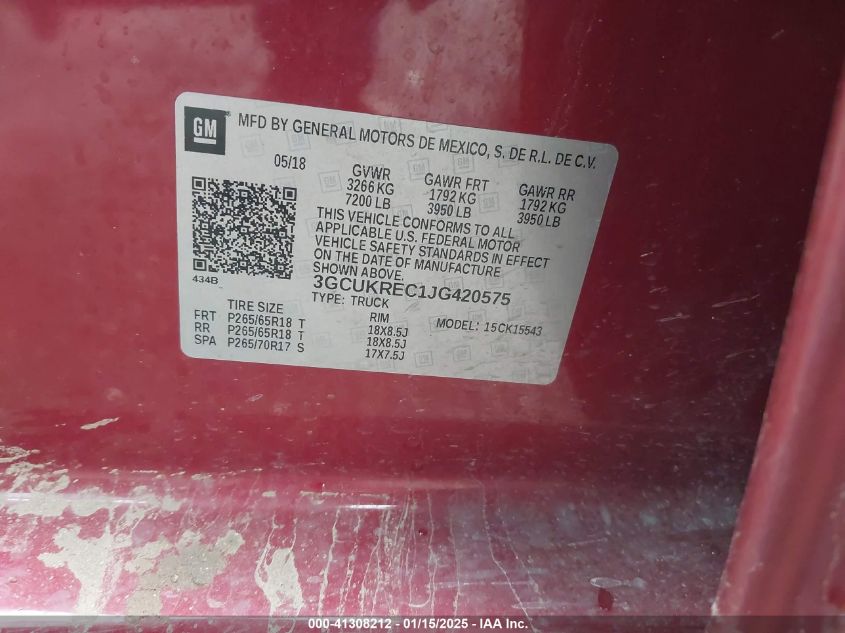 GM
MFD BY GENERAL MOTORS DE MEXICO, S. DE R.L. DE C.V.
05/18 GVWR GAWR FRT GAWR RR
3266 KG 1792 KG 1792 KG
7200 LB 3950 LB 3950 LB
THIS VEHICLE CONFORMS TO ALL
APPLICABLE U.S. FEDERAL MOTOR
VEHICLE SAFETY STANDARDS IN EFFECT
ON THE DATE OF MANUFACTURE
SHOWN ABOVE.
434B
3GCUKREC1JG420575
TYPE: TRUCK
TIRE SIZE RIM MODEL: 15CK15543
FRT P265/65R18 T 18X8.5J
RR P265/65R18 T 18X8.5J
SPA P265/70R17 S 17X7.5J
000-41308212 - 01/15/2025 - IAA Inc.